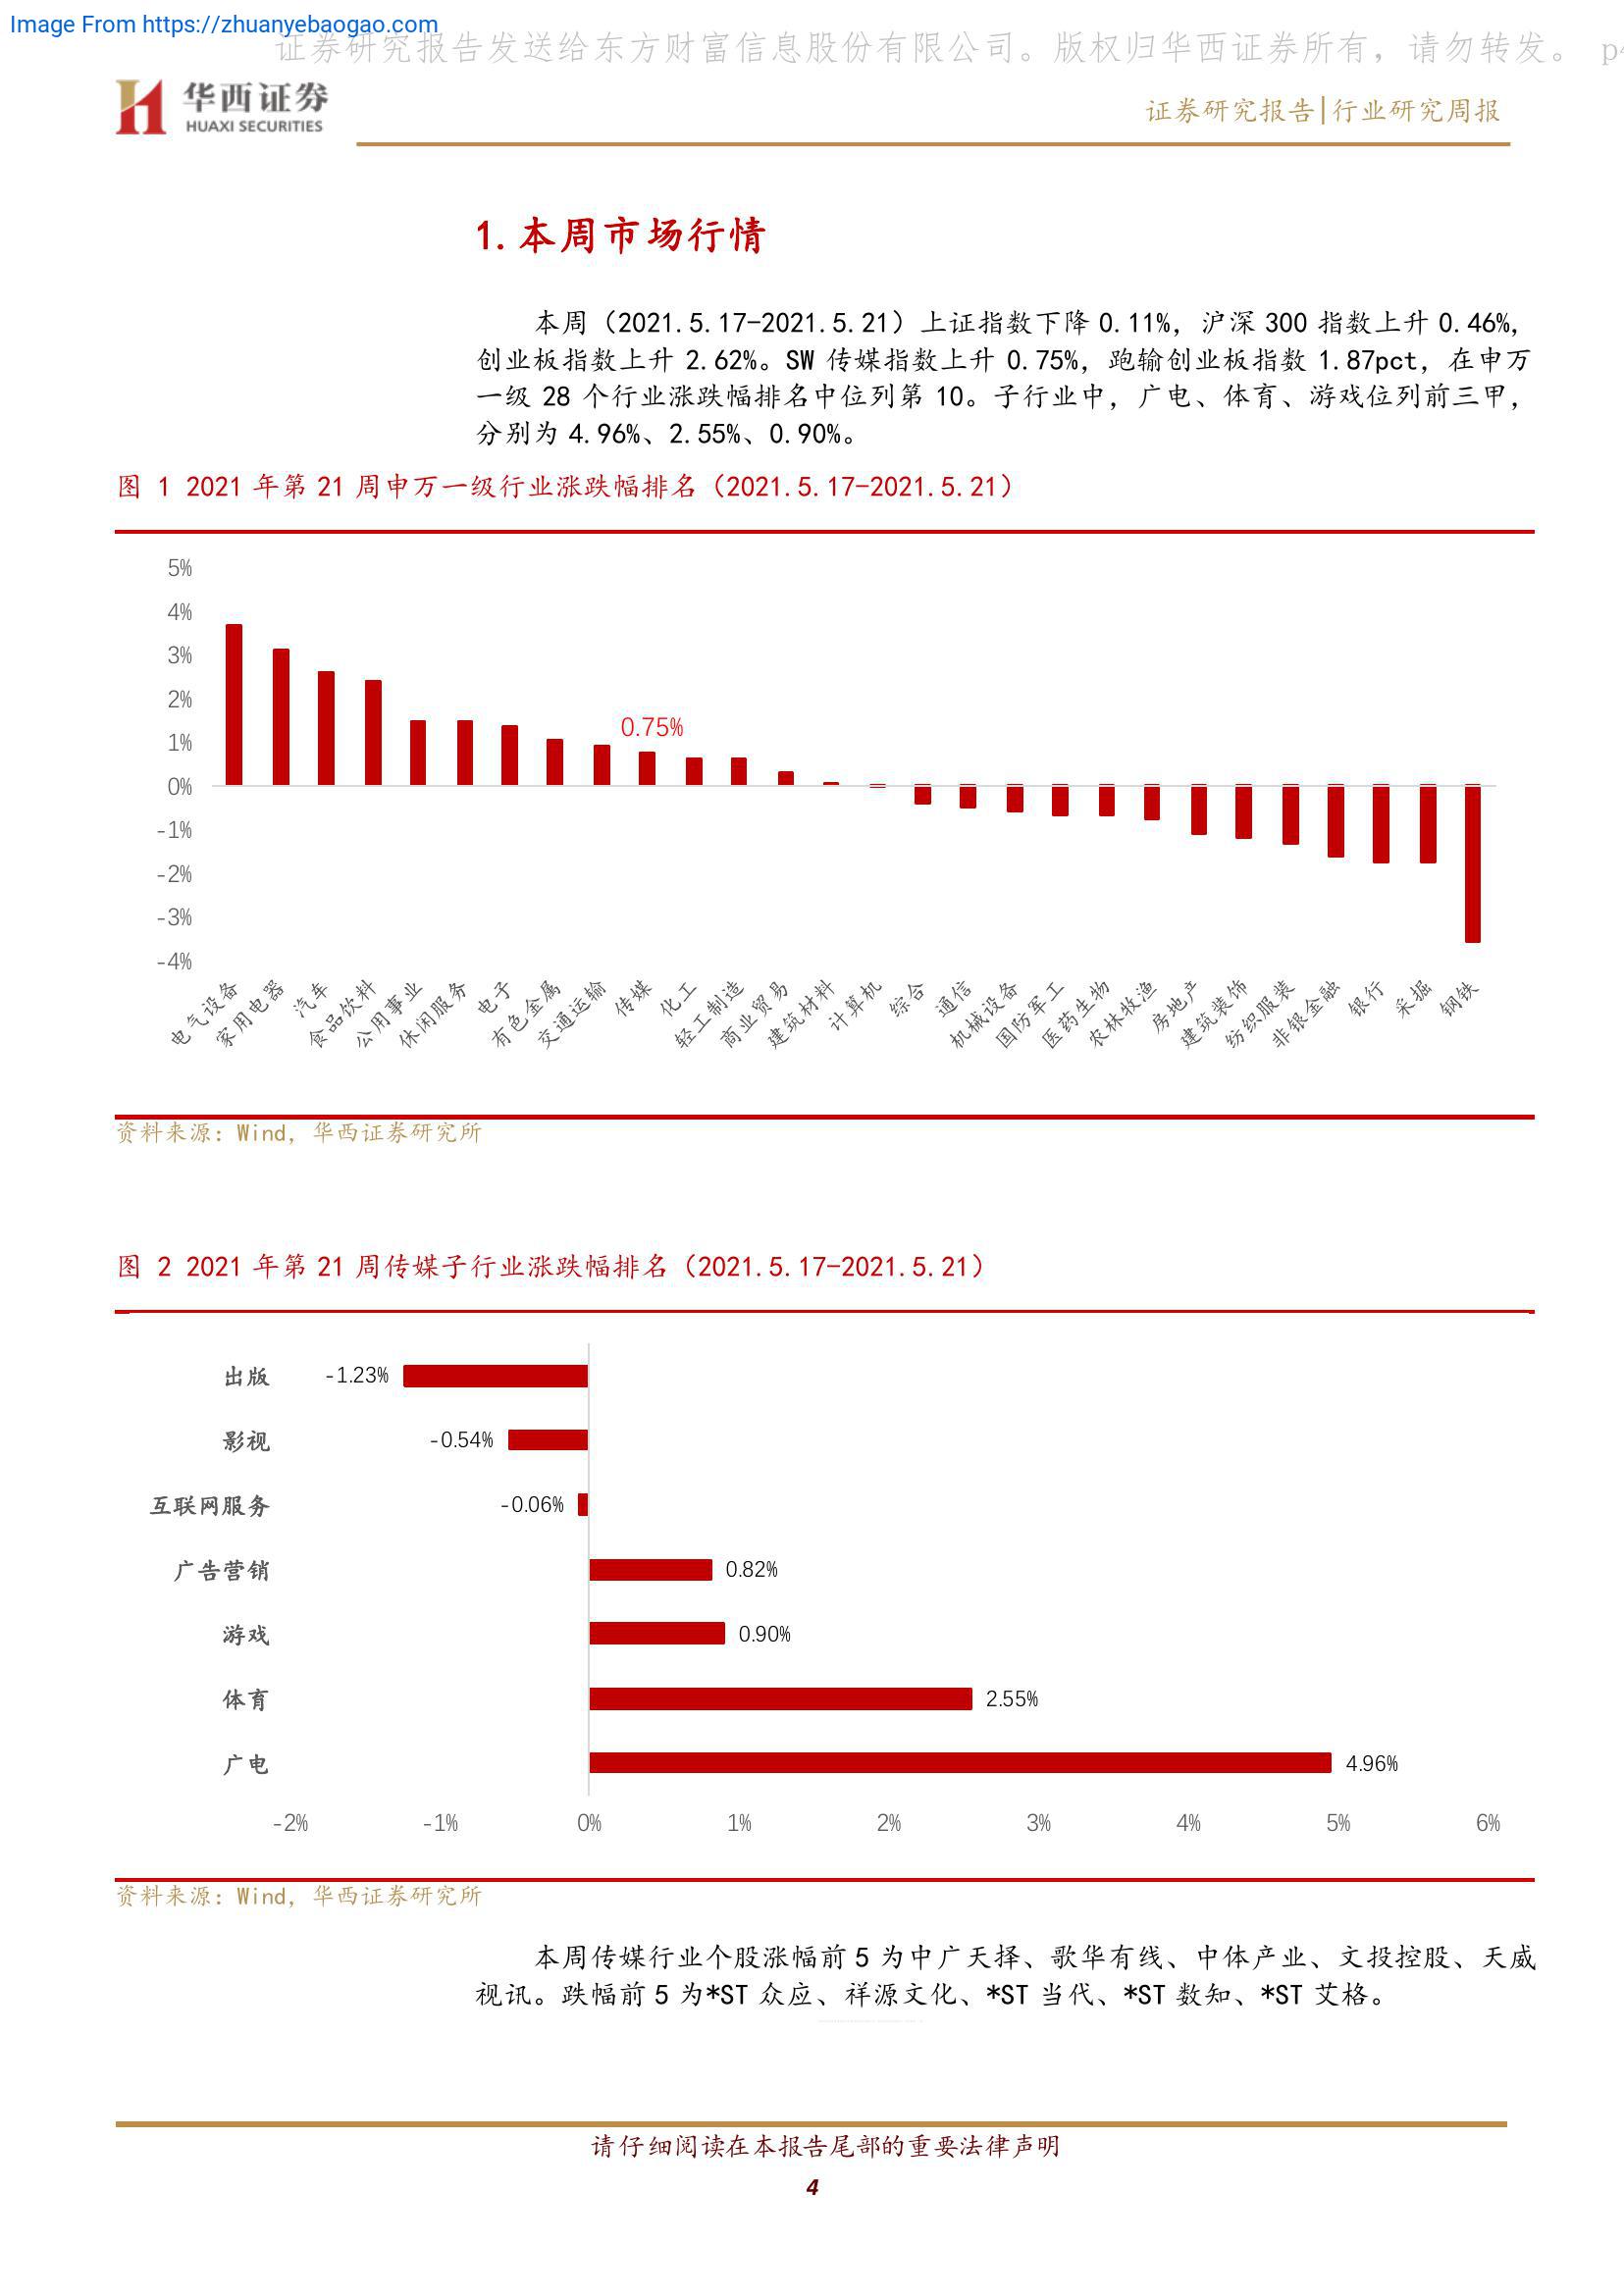 Image From https://zhuanyebaogao.com
证券研究报告发送给东方财富信息股份有限公司。版权归华西证券所有，请勿转发。 p4
华西证券
HUAXI SECURITIES
证券研究报告|行业研究周报
1.本周市场行情
本周（2021.5.17-2021.5.21）上证指数下降 0.11%，沪深 300 指数上升 0.46%，
创业板指数上升 2.62%。SW 传媒指数上升 0.75%，跑输创业板指数 1.87pct，在申万
一级 28 个行业涨跌幅排名中位列第 10。子行业中，广电、体育、游戏位列前三甲，
分别为 4.96%、2.55%、0.90%。
图 1 2021 年第 21 周申万一级行业涨跌幅排名（2021.5.17-2021.5.21）
5%
4%
3%
2%
1%
0%
-1%
-2%
-3%
-4%
0.75%
电气设备
家用电器
汽车
食品饮料
公用事业
休闲服务
电子
有色金属
交通运输
传媒
化工
轻工制造
商业贸易
建筑材料
计算机
综合
通信
机械设备
国防军工
医药生物
农林牧渔
房地产
建筑装饰
纺织服装
非银金融
银行
采掘
钢铁
资料来源：Wind，华西证券研究所
图 2 2021 年第 21 周传媒子行业涨跌幅排名（2021.5.17-2021.5.21）
出版 -1.23%
影视 -0.54%
互联网服务 -0.06%
广告营销 0.82%
游戏 0.90%
体育 2.55%
广电 4.96%
-2% -1% 0% 1% 2% 3% 4% 5% 6%
资料来源：Wind，华西证券研究所
本周传媒行业个股涨幅前 5 为中广天择、歌华有线、中体产业、文投控股、天威
视讯。跌幅前 5 为*ST 众应、祥源文化、*ST 当代、*ST 数知、*ST 艾格。
请仔细阅读在本报告尾部的重要法律声明
4